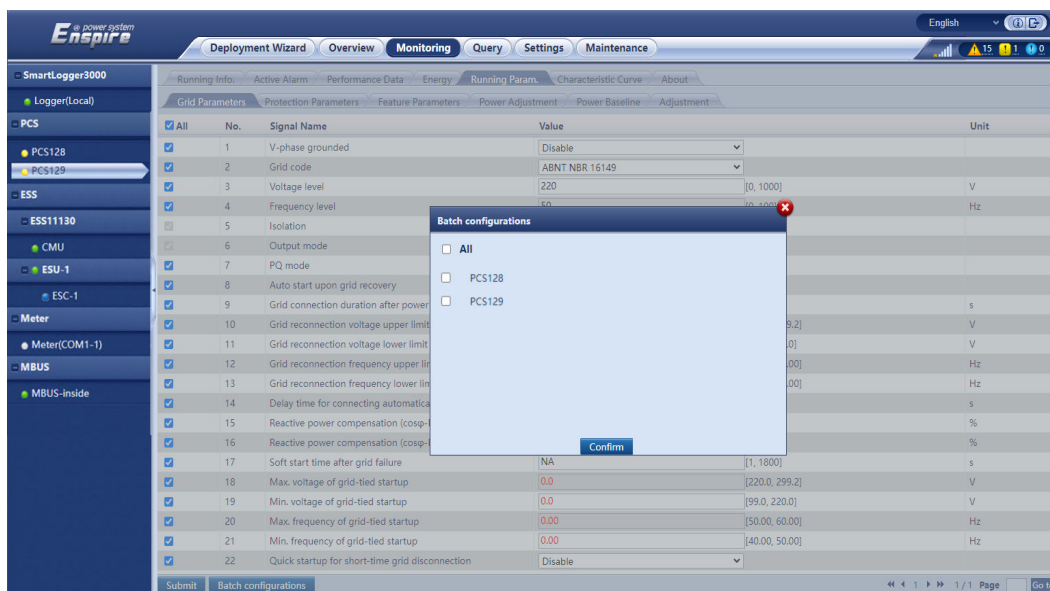 @ power system
Enspire
English
Deployment Wizard Overview Monitoring Query Settings Maintenance
15 1 0
SmartLogger3000
Logger(Local)
PCS
PCS128
PCS129
ESS
ESS11130
CMU
ESU-1
ESC-1
Meter
Meter(COM1-1)
MBUS
MBUS-inside
Running Info. Active Alarm Performance Data Energy Running Param. Characteristic Curve About
Grid Parameters Protection Parameters Feature Parameters Power Adjustment Power Baseline Adjustment
All No. Signal Name Value Unit
1 V-phase grounded Disable
2 Grid code ABNT NBR 16149
3 Voltage level 220 [0, 1000] V
4 Frequency level 50 [0, 100] Hz
5 Isolation
6 Output mode
7 PQ mode
8 Auto start upon grid recovery
9 Grid connection duration after power s
10 Grid reconnection voltage upper limit 9.2] V
11 Grid reconnection voltage lower limit .0] V
12 Grid reconnection frequency upper lim .00] Hz
13 Grid reconnection frequency lower lim .00] Hz
14 Delay time for connecting automatica s
15 Reactive power compensation (cosφ- %
16 Reactive power compensation (cosφ- %
17 Soft start time after grid failure NA [1, 1800] s
18 Max. voltage of grid-tied startup 0.0 [220.0, 299.2] V
19 Min. voltage of grid-tied startup 0.0 [99.0, 220.0] V
20 Max. frequency of grid-tied startup 0.00 [50.00, 60.00] Hz
21 Min. frequency of grid-tied startup 0.00 [40.00, 50.00] Hz
22 Quick startup for short-time grid disconnection Disable
Batch configurations
All
PCS128
PCS129
Confirm
Submit Batch configurations 1 1/1 Page Go t